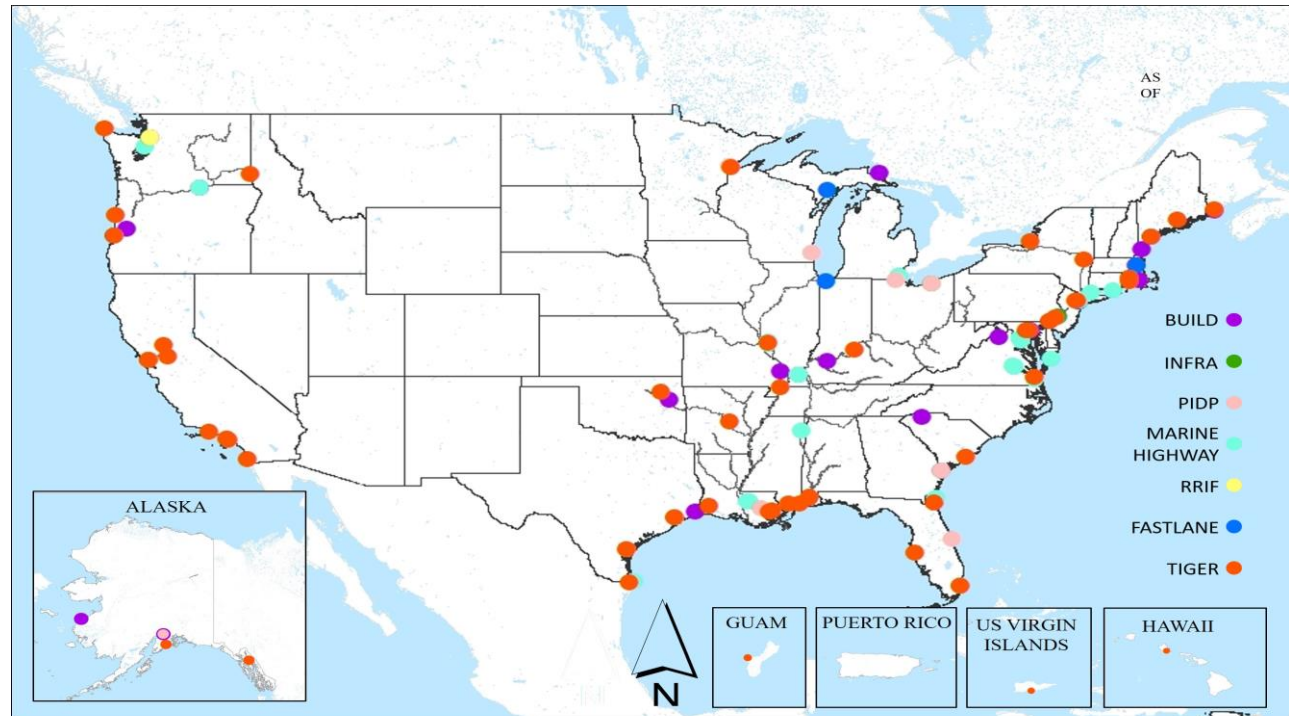 AS
OF
BUILD
INFRA
PIDP
MARINE
HIGHWAY
RRIF
FASTLANE
TIGER
ALASKA
N
GUAM
PUERTO RICO
US VIRGIN
ISLANDS
HAWAII